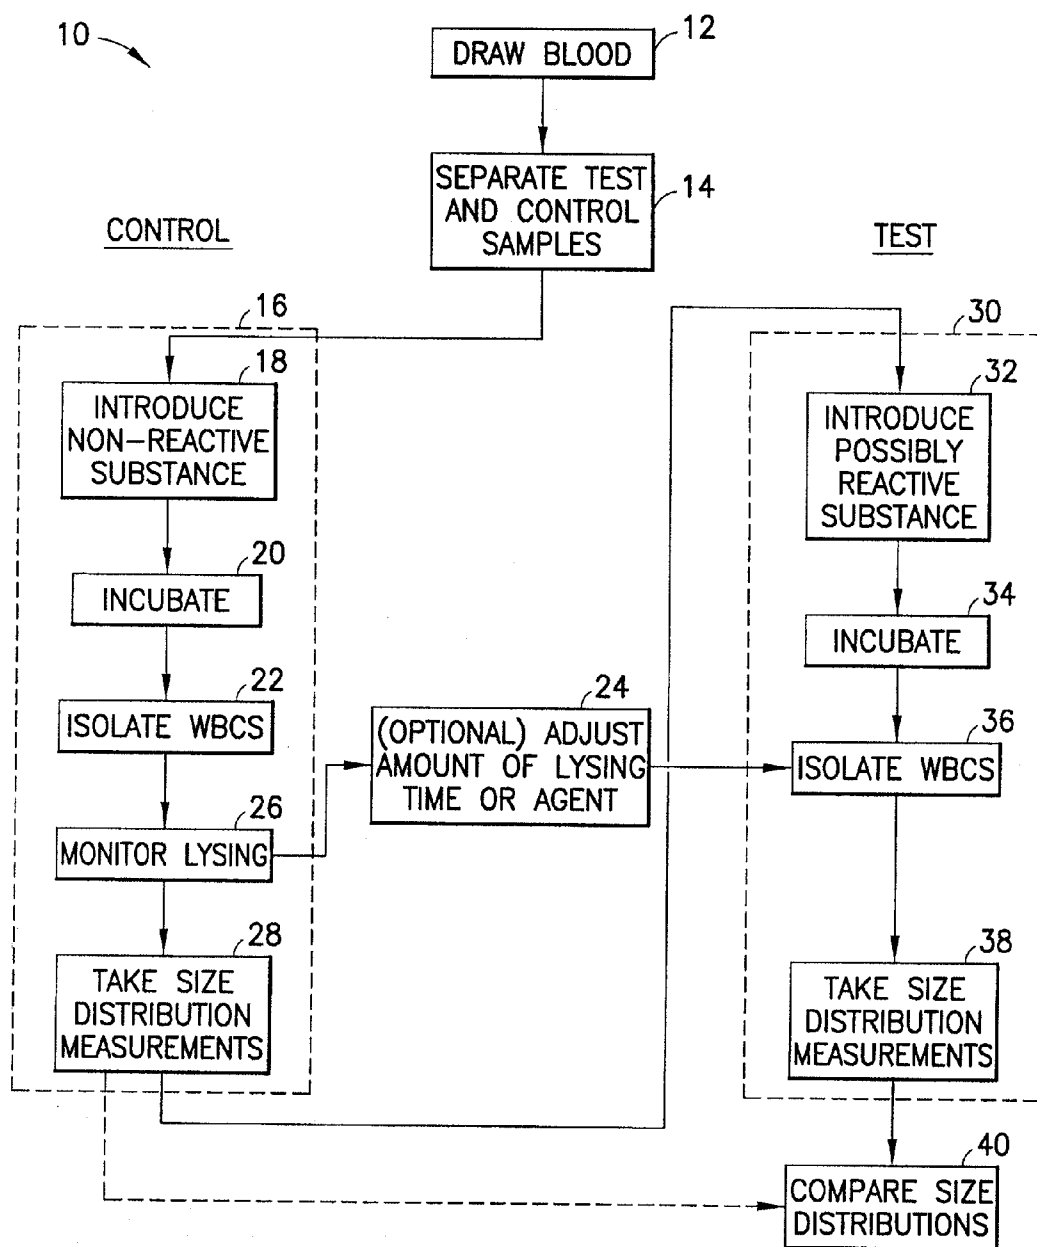 10
DRAW BLOOD
12
SEPARATE TEST
AND CONTROL
SAMPLES
14
CONTROL
16
18
INTRODUCE
NON-REACTIVE
SUBSTANCE
20
INCUBATE
22
ISOLATE WBCS
26
MONITOR LYSING
28
TAKE SIZE
DISTRIBUTION
MEASUREMENTS
24
(OPTIONAL) ADJUST
AMOUNT OF LYSING
TIME OR AGENT
TEST
30
32
INTRODUCE
POSSIBLY
REACTIVE
SUBSTANCE
34
INCUBATE
36
ISOLATE WBCS
38
TAKE SIZE
DISTRIBUTION
MEASUREMENTS
40
COMPARE SIZE
DISTRIBUTIONS